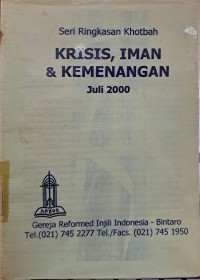 Seri Ringkasan Khotbah
KRISIS, IMAN
& KEMENANGAN
Juli 2000
Gereja Reformed Injili Indonesia - Bintaro
Tel.(021) 745 2277 Tel./Facs. (021) 745 1950